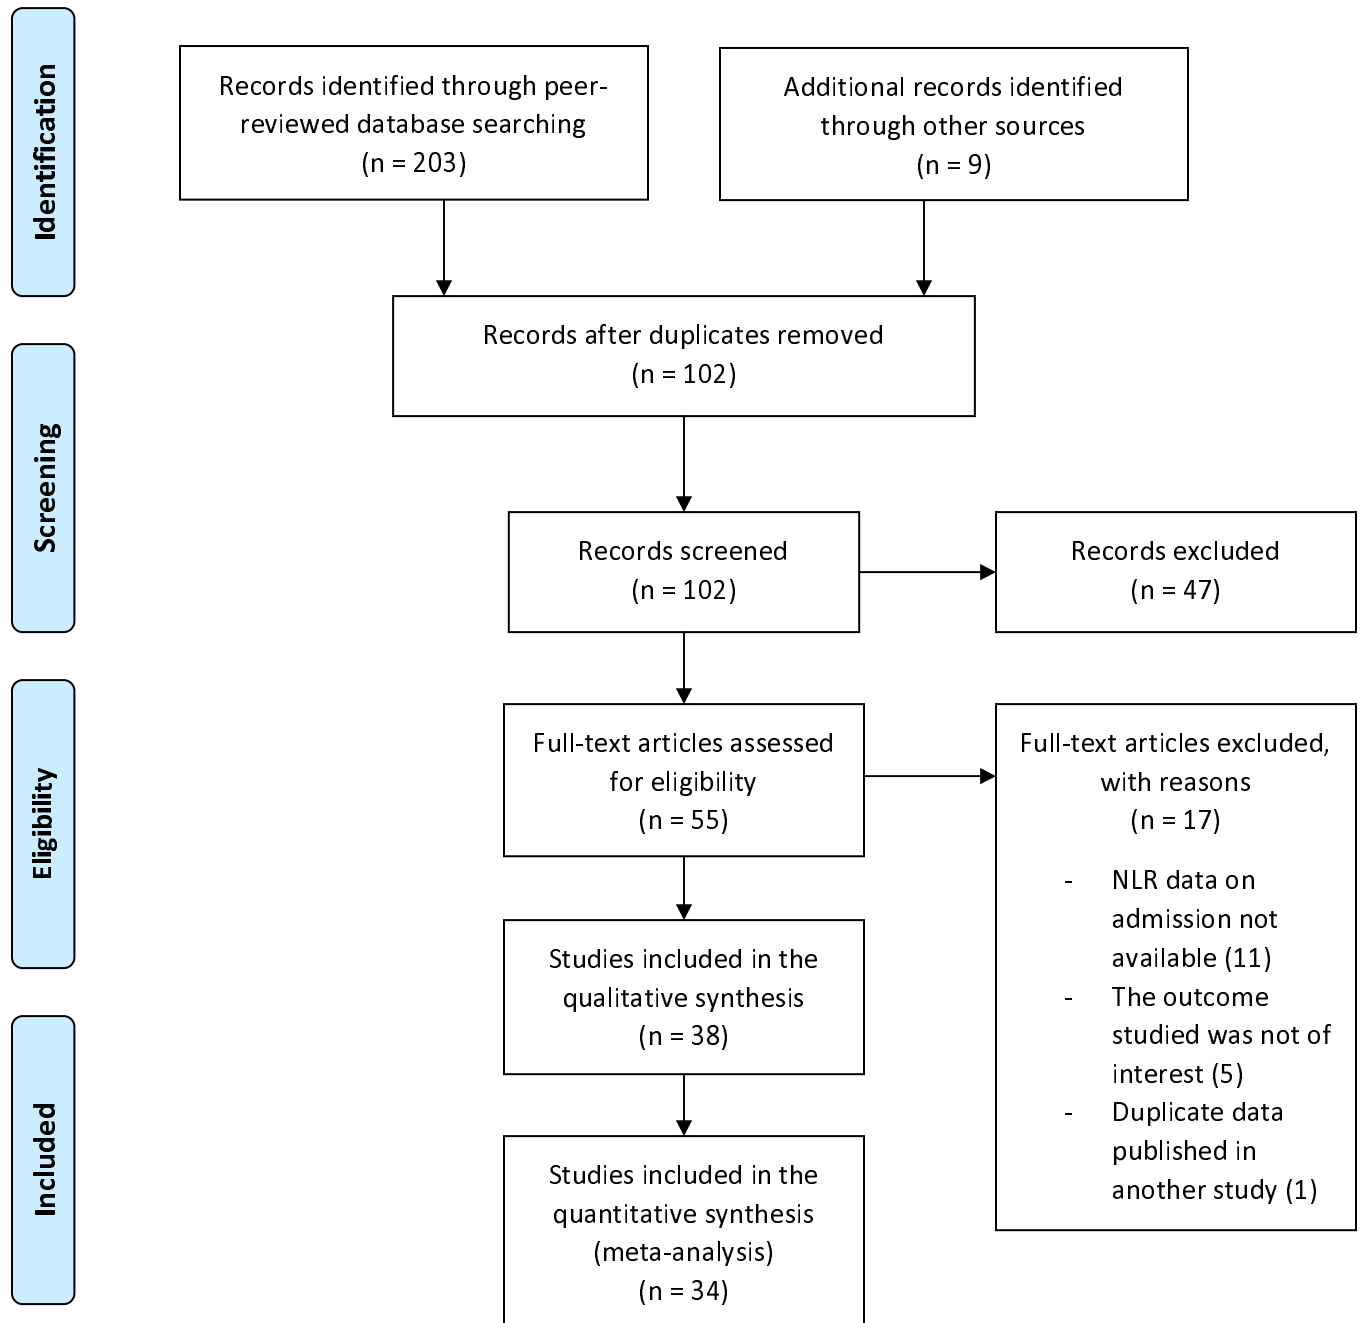 Identification
Records identified through peer-
reviewed database searching
(n = 203)
Additional records identified
through other sources
(n = 9)
Records after duplicates removed
(n = 102)
Screening
Records screened
(n = 102)
Records excluded
(n = 47)
Eligibility
Full-text articles assessed
for eligibility
(n = 55)
Full-text articles excluded,
with reasons
(n = 17)
- NLR data on
admission not
available (11)
- The outcome
studied was not of
interest (5)
- Duplicate data
published in
another study (1)
Studies included in the
qualitative synthesis
(n = 38)
Included
Studies included in the
quantitative synthesis
(meta-analysis)
(n = 34)